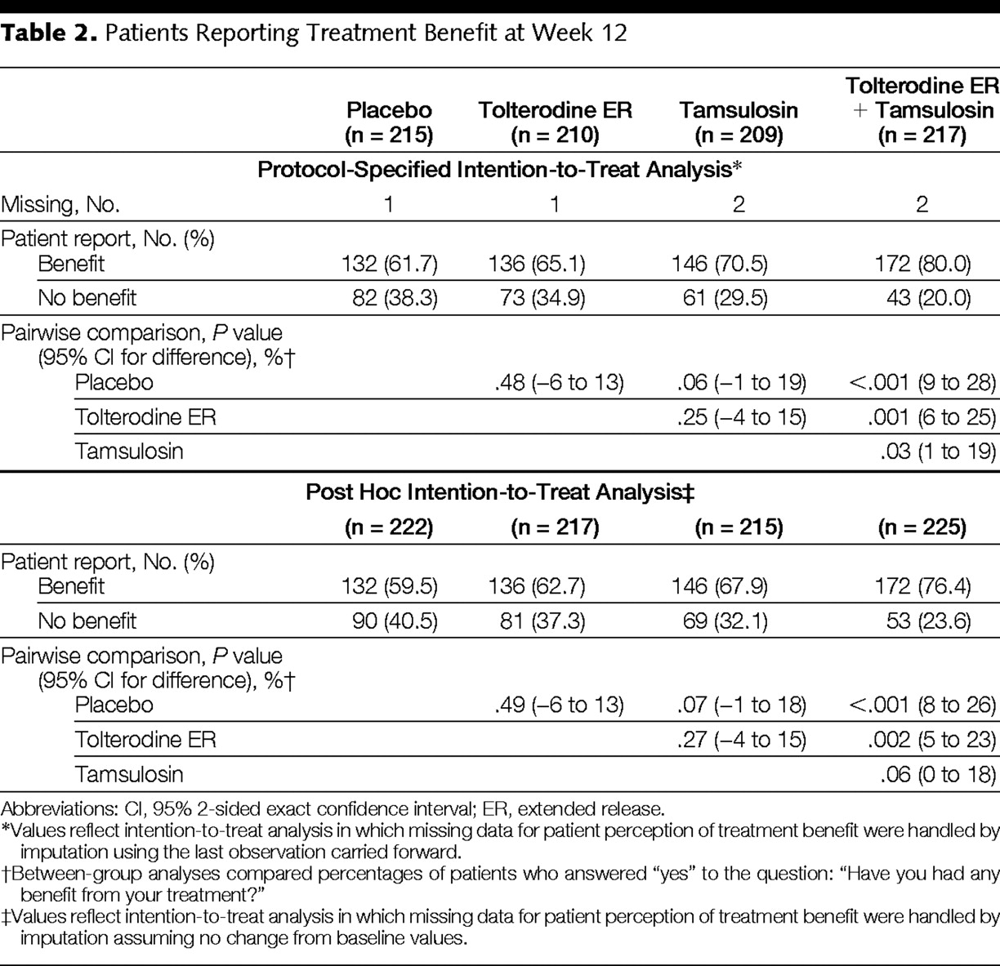 Table 2. Patients Reporting Treatment Benefit at Week 12
Placebo (n = 215) Tolterodine ER (n = 210) Tamsulosin (n = 209) Tolterodine ER + Tamsulosin (n = 217)
Protocol-Specified Intention-to-Treat Analysis*
Missing, No. 1 1 2 2
Patient report, No. (%)
Benefit 132 (61.7) 136 (65.1) 146 (70.5) 172 (80.0)
No benefit 82 (38.3) 73 (34.9) 61 (29.5) 43 (20.0)
Pairwise comparison, P value
(95% CI for difference), %†
Placebo .48 (–6 to 13) .06 (–1 to 19) <.001 (9 to 28)
Tolterodine ER .25 (–4 to 15) .001 (6 to 25)
Tamsulosin .03 (1 to 19)
Post Hoc Intention-to-Treat Analysis‡
(n = 222) (n = 217) (n = 215) (n = 225)
Patient report, No. (%)
Benefit 132 (59.5) 136 (62.7) 146 (67.9) 172 (76.4)
No benefit 90 (40.5) 81 (37.3) 69 (32.1) 53 (23.6)
Pairwise comparison, P value
(95% CI for difference), %†
Placebo .49 (–6 to 13) .07 (–1 to 18) <.001 (8 to 26)
Tolterodine ER .27 (–4 to 15) .002 (5 to 23)
Tamsulosin .06 (0 to 18)
Abbreviations: CI, 95% 2-sided exact confidence interval; ER, extended release.
*Values reflect intention-to-treat analysis in which missing data for patient perception of treatment benefit were handled by
imputation using the last observation carried forward.
†Between-group analyses compared percentages of patients who answered “yes” to the question: “Have you had any
benefit from your treatment?”
‡Values reflect intention-to-treat analysis in which missing data for patient perception of treatment benefit were handled by
imputation assuming no change from baseline values.